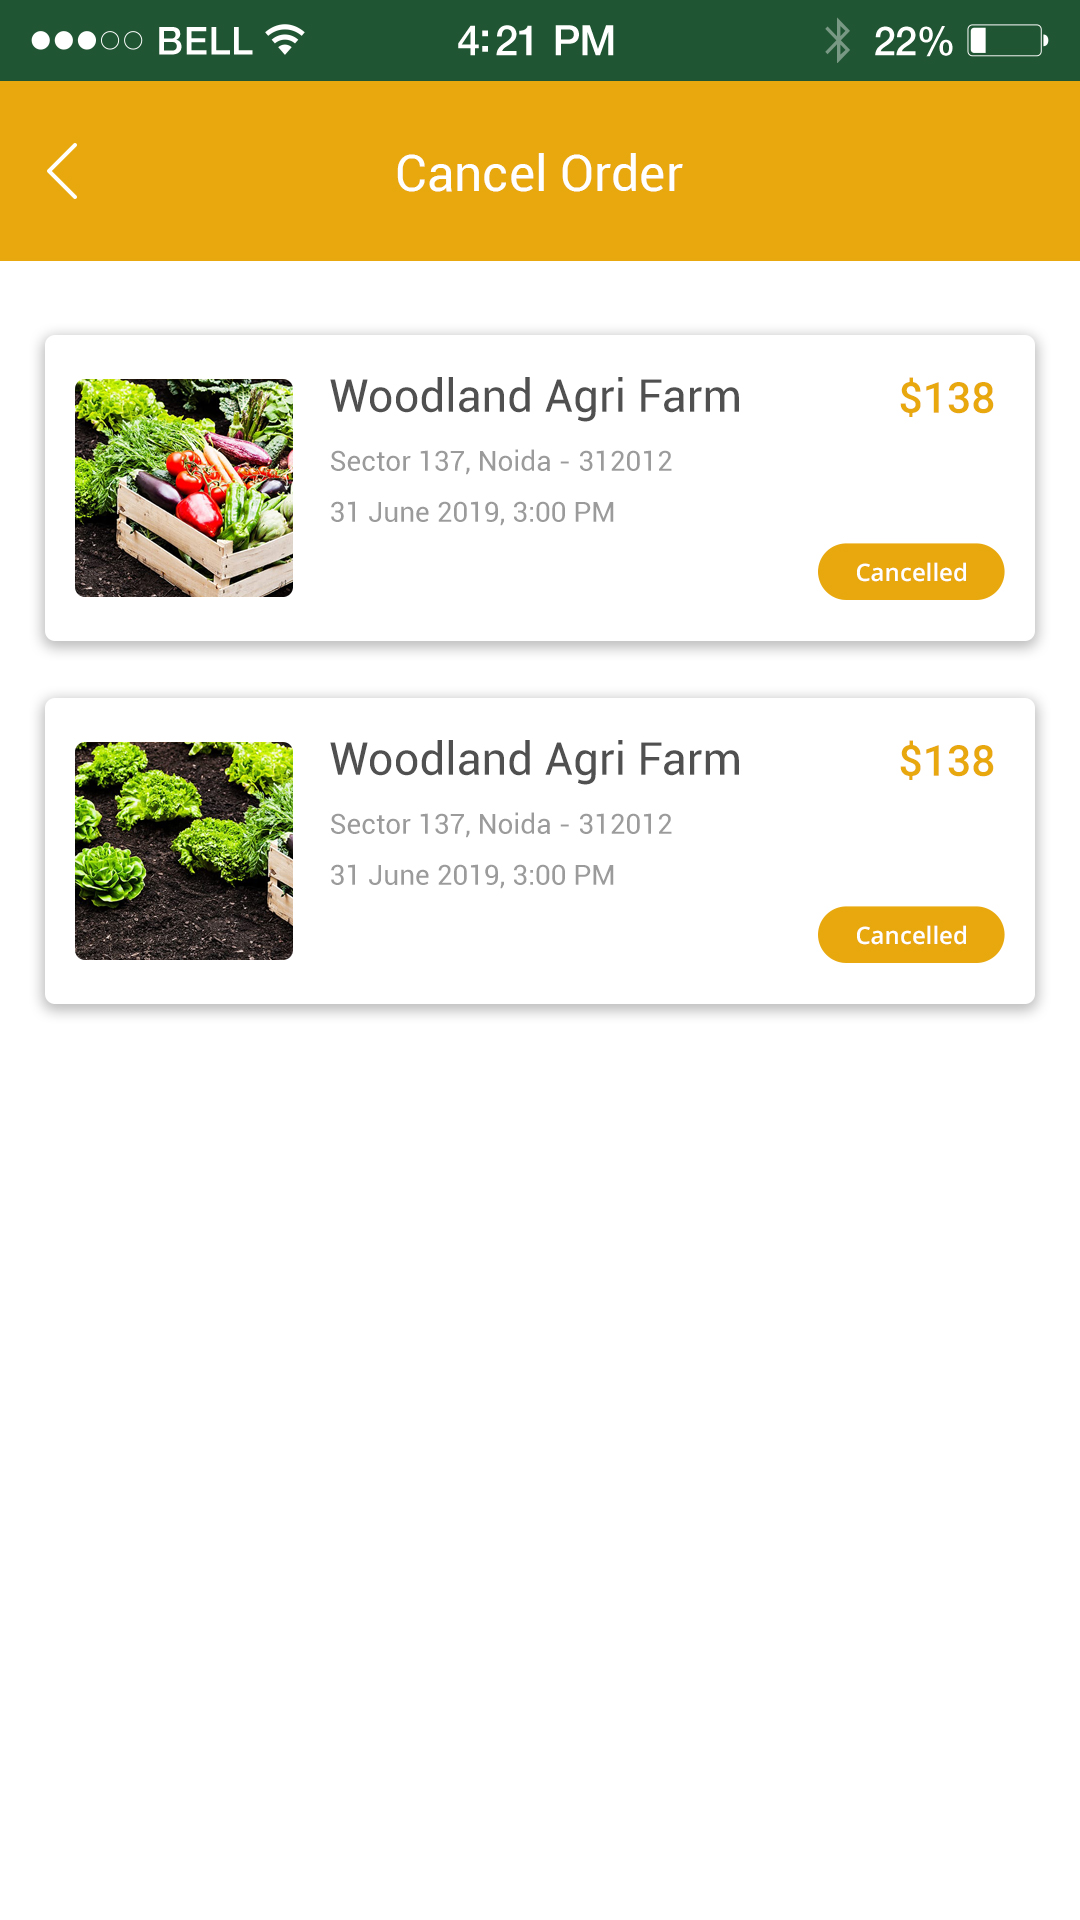 BELL 4:21 PM 22%
Cancel Order
Woodland Agri Farm $138
Sector 137, Noida - 312012
31 June 2019, 3:00 PM
Cancelled
Woodland Agri Farm $138
Sector 137, Noida - 312012
31 June 2019, 3:00 PM
Cancelled